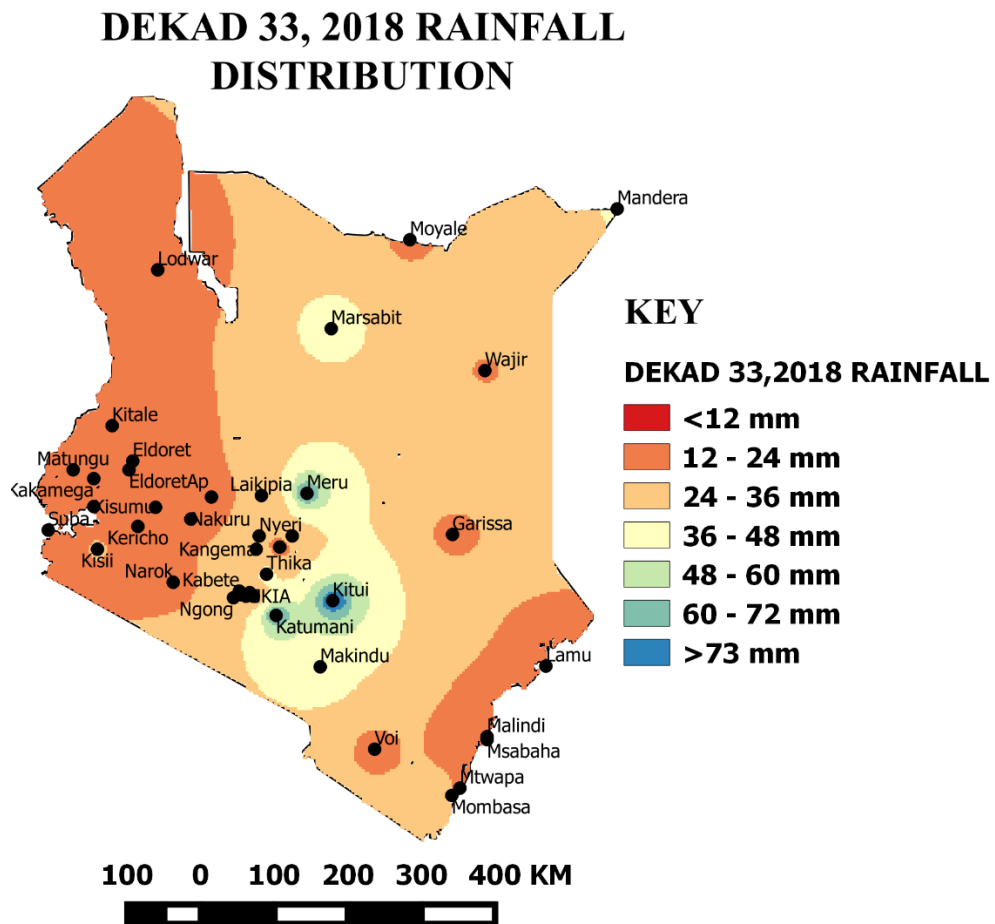 DEKAD 33, 2018 RAINFALL
DISTRIBUTION
Mandera
Moyale
Lodwar
Marsabit
Wajir
Kitale
Eldoret
Matungu
EldoretAp
Kakamega
Laikipia
Meru
Kisumu
Nakuru
Suba
Kericho
Nyeri
Garissa
Kisii
Kangema
Thika
Narok
Kabete
Ngong
JKIA
Kitui
Katumani
Makindu
Lamu
Voi
Malindi
Msabaha
Mtwapa
Mombasa
KEY
DEKAD 33,2018 RAINFALL
<12 mm
12 - 24 mm
24 - 36 mm
36 - 48 mm
48 - 60 mm
60 - 72 mm
>73 mm
100 0 100 200 300 400 KM